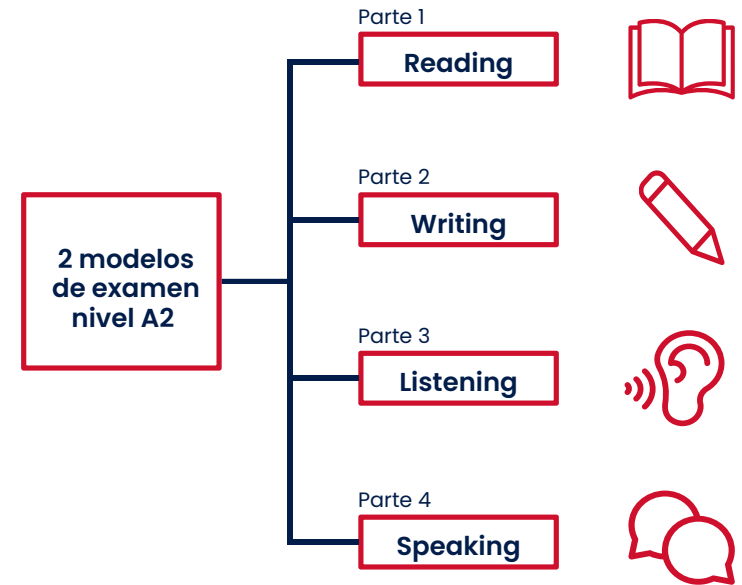 Parte 1
Reading
Parte 2
Writing
2 modelos
de examen
nivel A2
Parte 3
Listening
Parte 4
Speaking